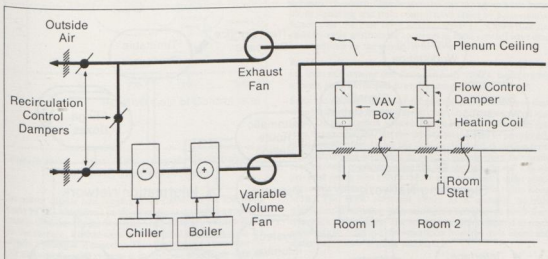 Outside
Air
Exhaust
Fan
Plenum Ceiling
Recirculation
Control
Dampers
VAV
Box
Flow Control
Damper
Heating Coil
-
+
Variable
Volume
Fan
Room
Stat
Chiller
Boiler
Room 1
Room 2